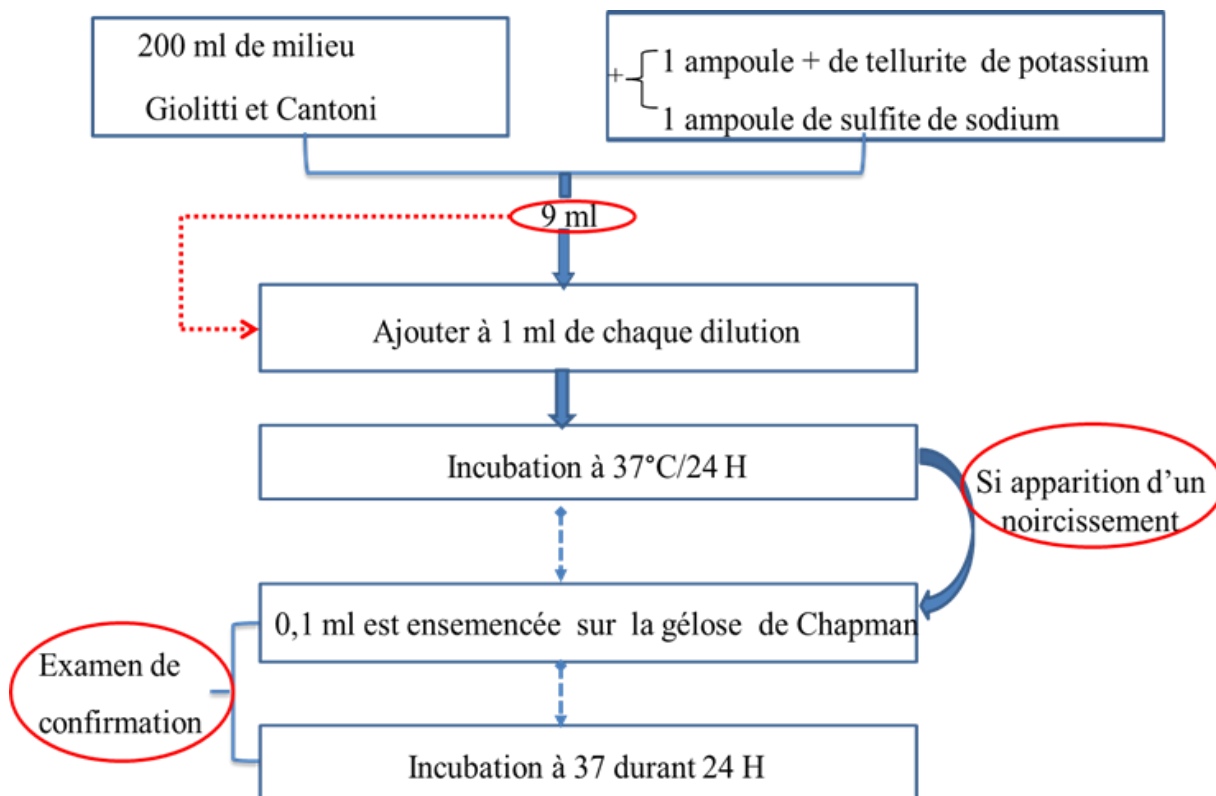 200 ml de milieu
Giolitti et Cantoni
+ 1 ampoule + de tellurite de potassium
1 ampoule de sulfite de sodium
9 ml
Ajouter à 1 ml de chaque dilution
Incubation à 37°C/24 H
Si apparition d’un
noircissement
0,1 ml est ensemencée sur la gélose de Chapman
Examen de
confirmation
Incubation à 37 durant 24 H